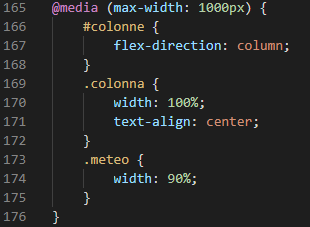 165 @media (max-width: 1000px) {
166     #colonne {
167         flex-direction: column;
168     }
169     .colonna {
170         width: 100%;
171         text-align: center;
172     }
173     .meteo {
174         width: 90%;
175     }
176 }